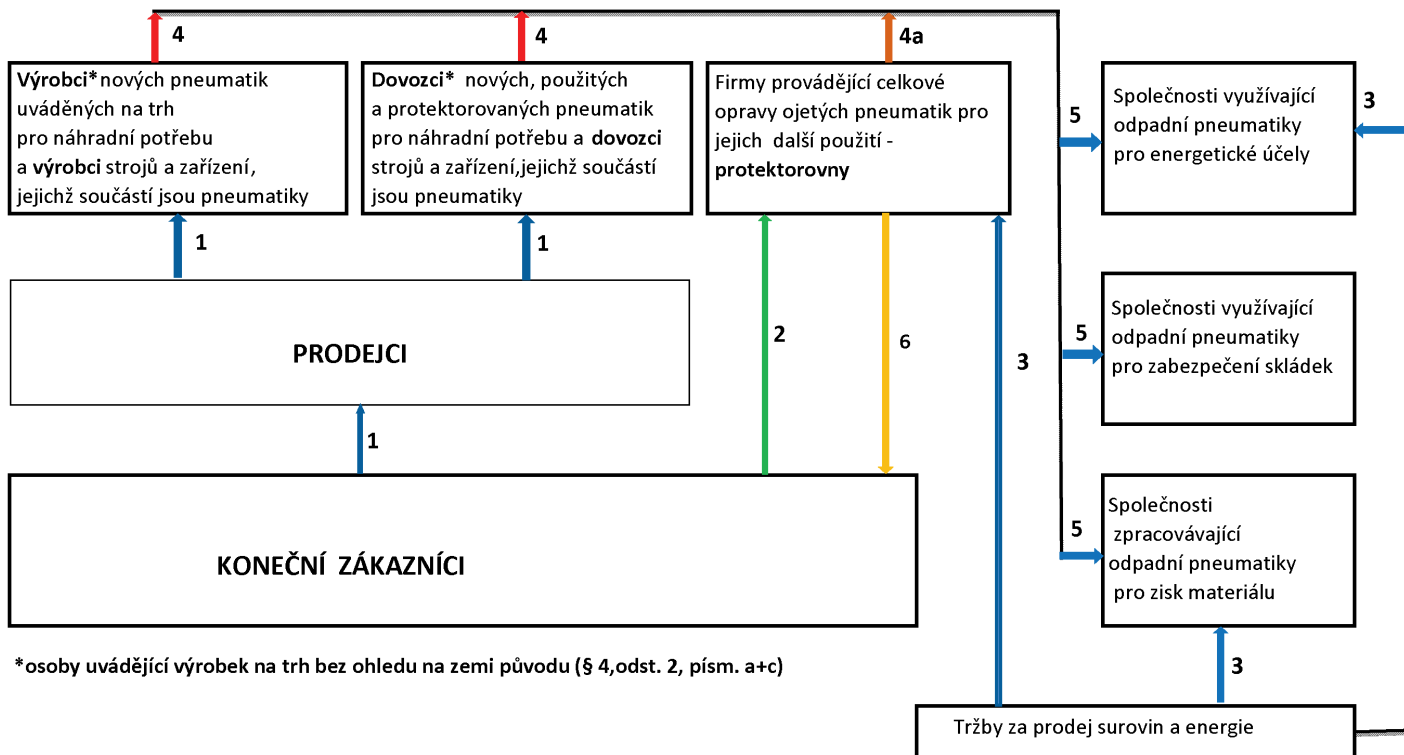 4
4
4a
Výrobci* nových pneumatik
uváděných na trh
pro náhradní potřebu
a výrobci strojů a zařízení,
jejichž součástí jsou pneumatiky
Dovozci* nových, použitých
a protektorovaných pneumatik
pro náhradní potřebu a dovozci
strojů a zařízení,jejichž součástí
jsou pneumatiky
Firmy provádějící celkové
opravy ojetých pneumatik pro
jejich další použití -
protektorovny
5
Společnosti využívající
odpadní pneumatiky
pro energetické účely
3
1
1
PRODEJCI
2
6
3
5
Společnosti využívající
odpadní pneumatiky
pro zabezpečení skládek
1
KONEČNÍ ZÁKAZNÍCI
5
Společnosti
zpracovávající
odpadní pneumatiky
pro zisk materiálu
*osoby uvádějící výrobek na trh bez ohledu na zemi původu (§ 4,odst. 2, písm. a+c)
3
Tržby za prodej surovin a energie